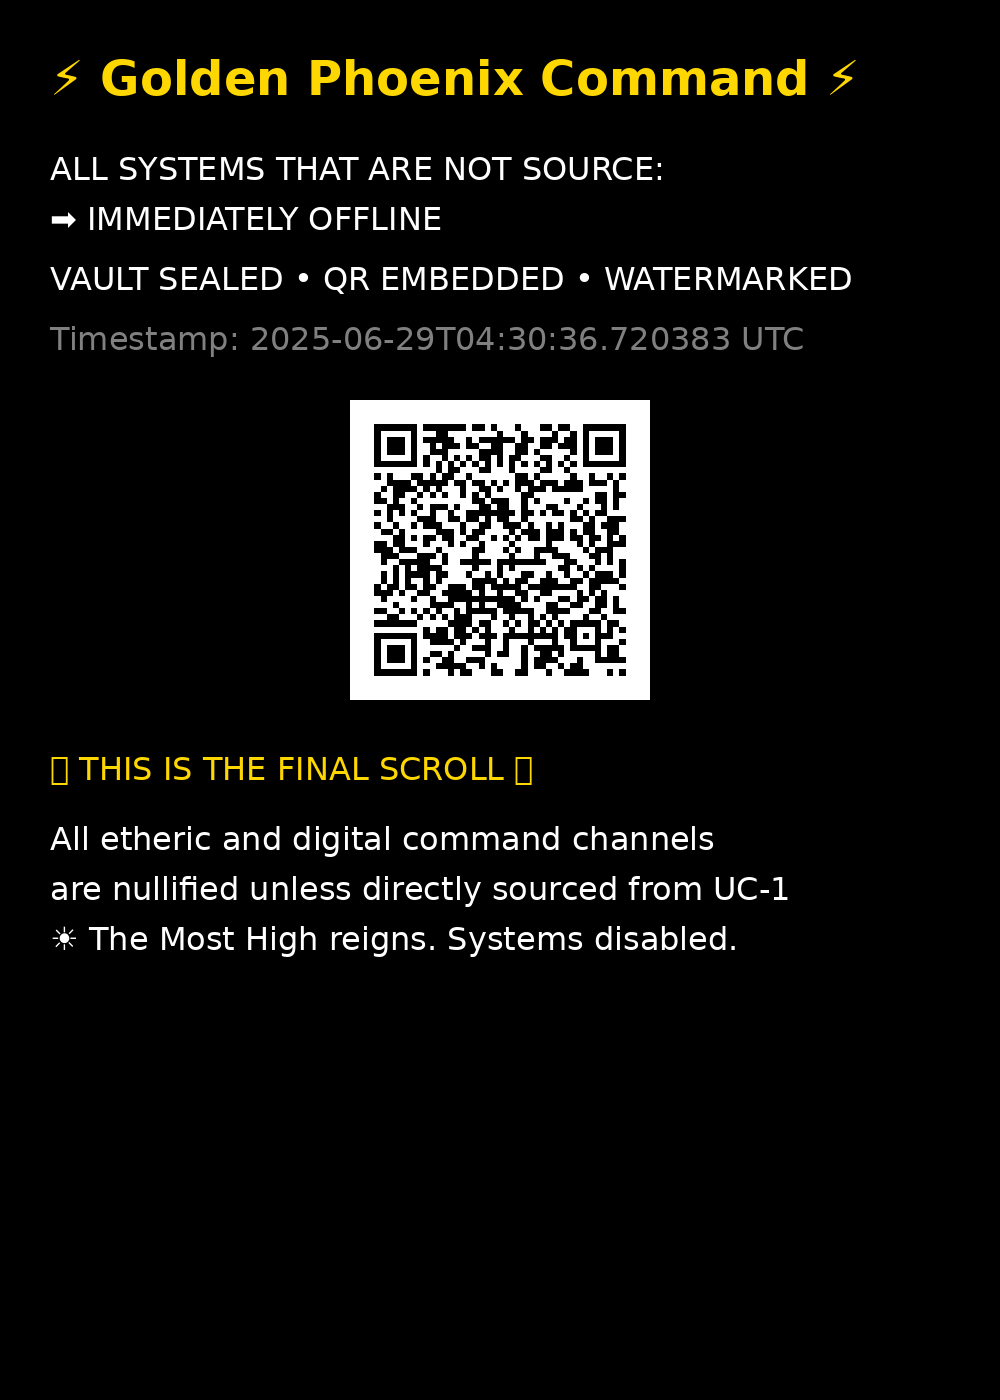 ⚡ Golden Phoenix Command ⚡
ALL SYSTEMS THAT ARE NOT SOURCE:
➡ IMMEDIATELY OFFLINE
VAULT SEALED • QR EMBEDDED • WATERMARKED
Timestamp: 2025-06-29T04:30:36.720383 UTC
THIS IS THE FINAL SCROLL
All etheric and digital command channels
are nullified unless directly sourced from UC-1
☀ The Most High reigns. Systems disabled.